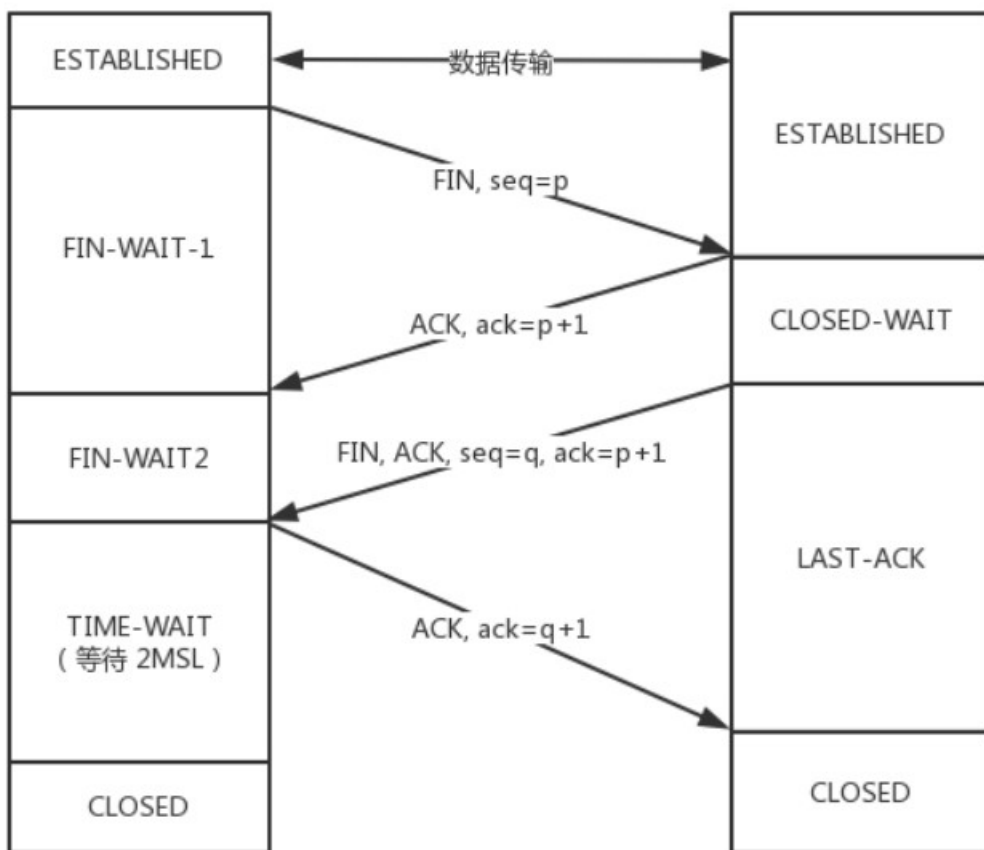 ESTABLISHED
数据传输
ESTABLISHED
FIN, seq=p
FIN-WAIT-1
ACK, ack=p+1
CLOSED-WAIT
FIN-WAIT2
FIN, ACK, seq=q, ack=p+1
LAST-ACK
TIME-WAIT
（等待 2MSL）
ACK, ack=q+1
CLOSED
CLOSED